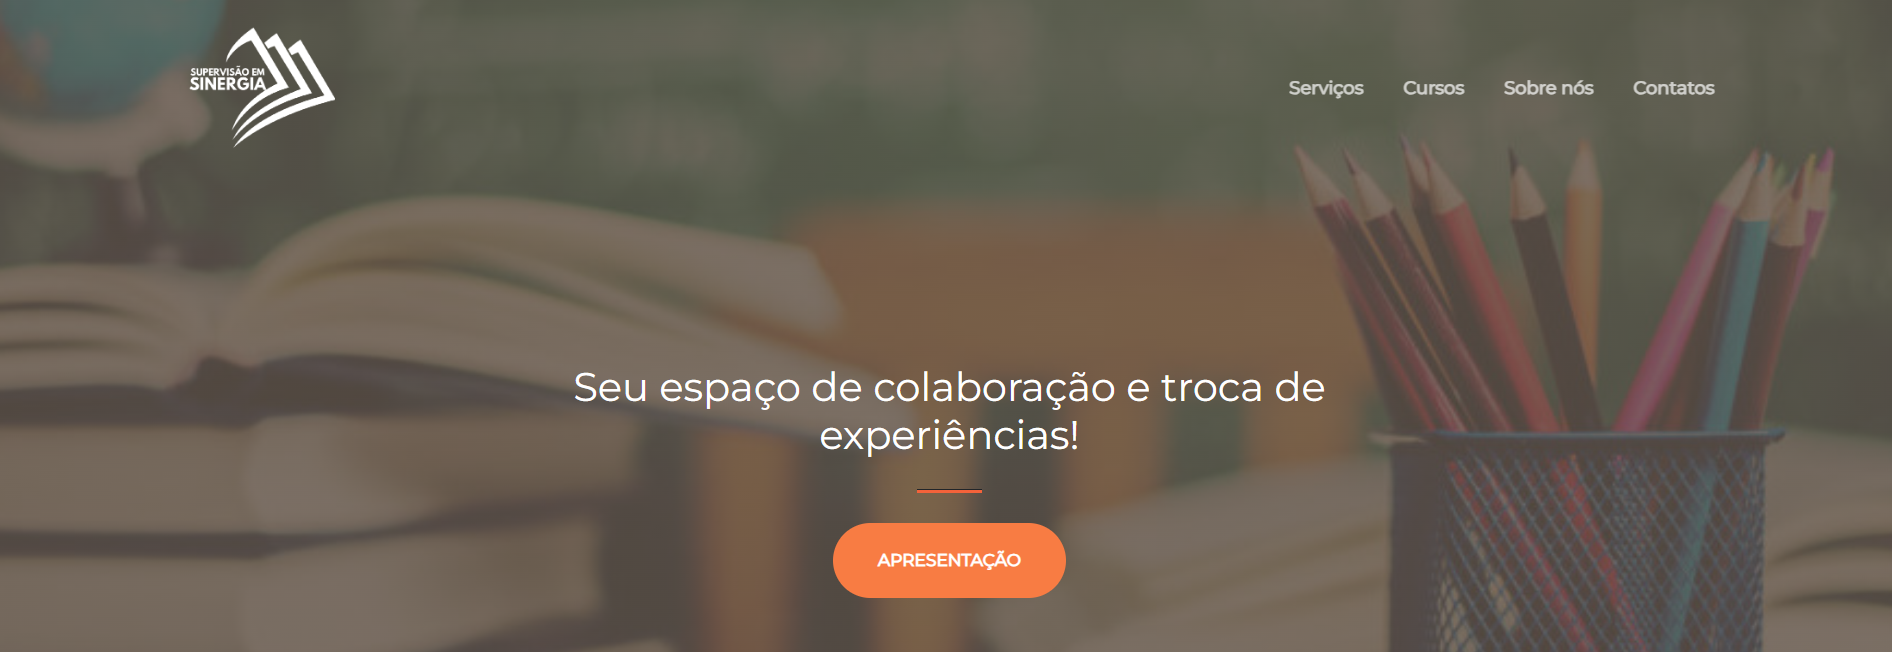 SUPERVISÃO EM
SINERGIA
Serviços Cursos Sobre nós Contatos
Seu espaço de colaboração e troca de
experiências!
APRESENTAÇÃO